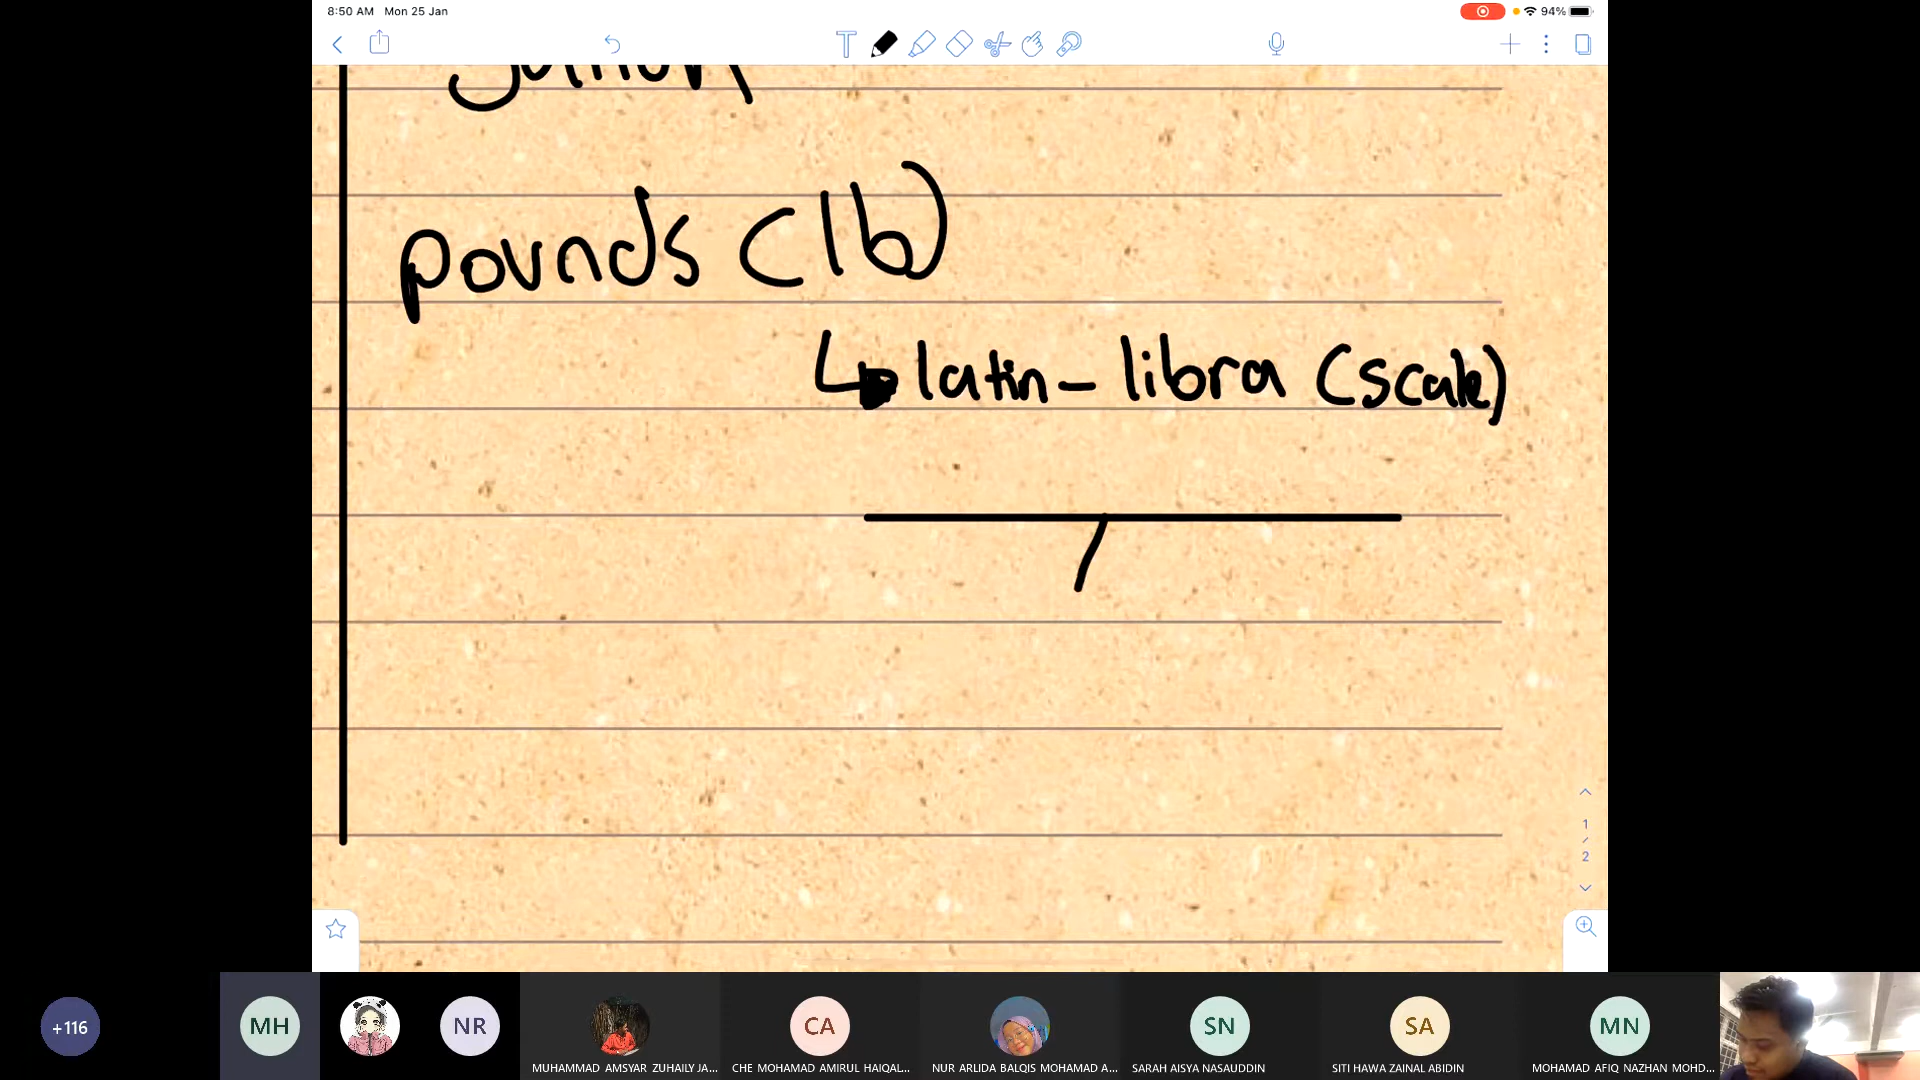 8:50 AM Mon 25 Jan
94%
T
gallon
pounds (lb)
latin - libra (scale)
1
/
2
+116
MH
NR
CA
SN
SA
MN
MUHAMMAD AMSYAR ZUHAILY JA...
CHE MOHAMAD AMIRUL HAIQAL...
NUR ARLIDA BALQIS MOHAMAD A...
SARAH AISYA NASAUDDIN
SITI HAWA ZAINAL ABIDIN
MOHAMAD AFIQ NAZHAN MOHD...